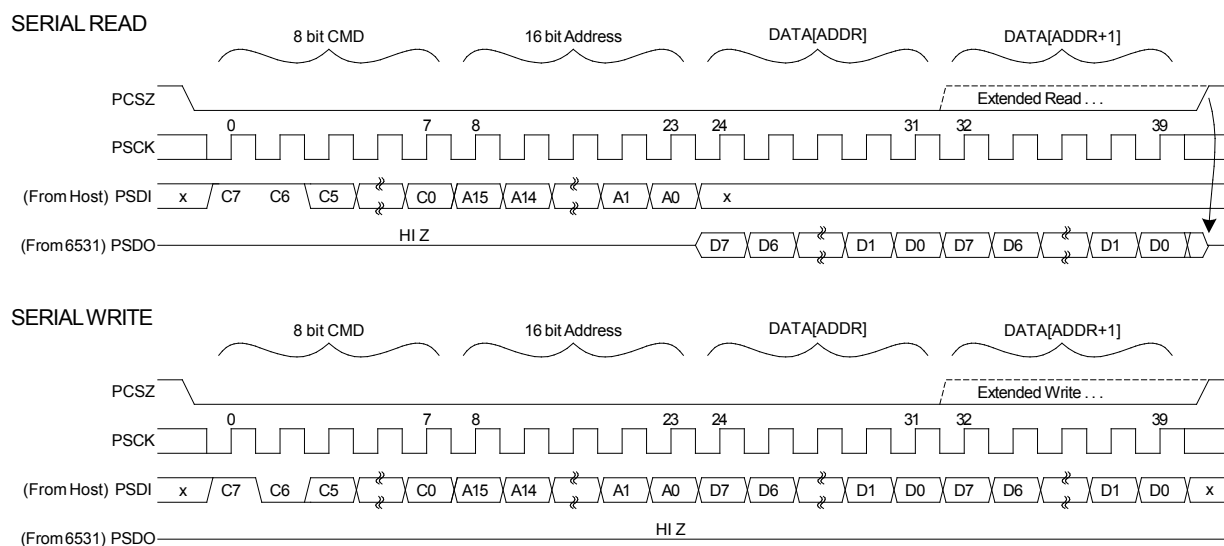 SERIAL READ
8 bit CMD 16 bit Address DATA[ADDR] DATA[ADDR+1]
PCSZ Extended Read . . .
0 7 8 23 24 31 32 39
PSCK
(From Host) PSDI x C7 C6 C5 C0 A15 A14 A1 A0 x
HI Z
(From 6531) PSDO D7 D6 D1 D0 D7 D6 D1 D0
SERIAL WRITE
8 bit CMD 16 bit Address DATA[ADDR] DATA[ADDR+1]
PCSZ Extended Write . . .
0 7 8 23 24 31 32 39
PSCK
(From Host) PSDI x C7 C6 C5 C0 A15 A14 A1 A0 D7 D6 D1 D0 D7 D6 D1 D0 x
HI Z
(From 6531) PSDO